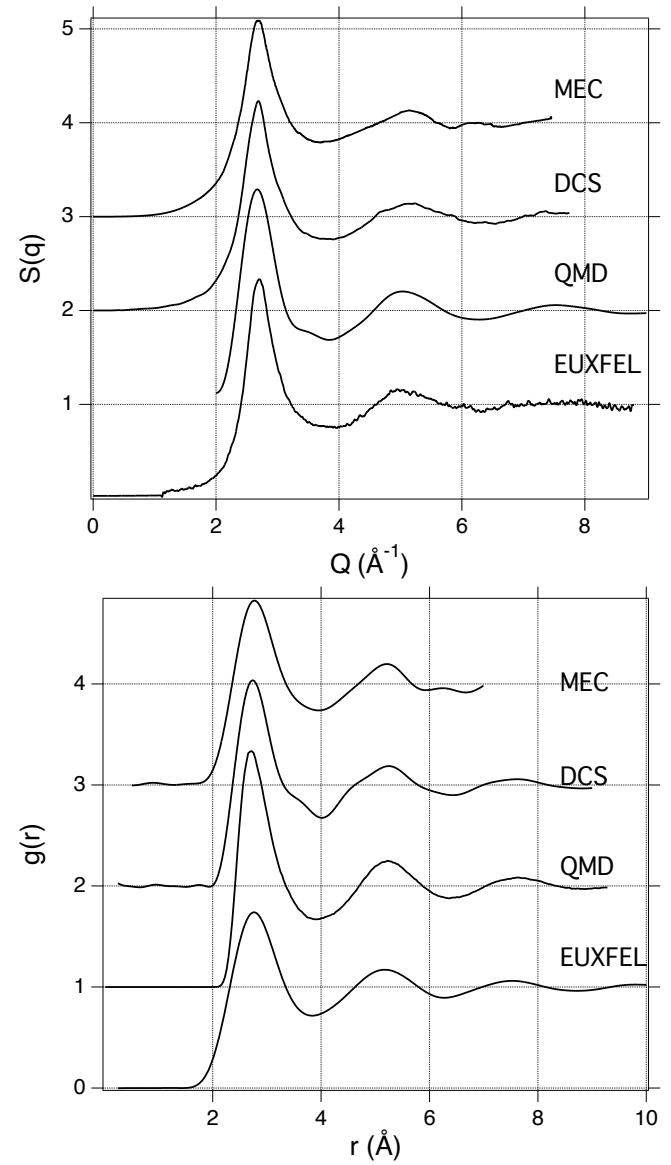 5
MEC
4
DCS
3
S(q)
QMD
2
EUXFEL
1
0 2 4 6 8
Q (Å⁻¹)
4
MEC
3
DCS
g(r)
2
QMD
1
EUXFEL
0
2 4 6 8 10
r (Å)